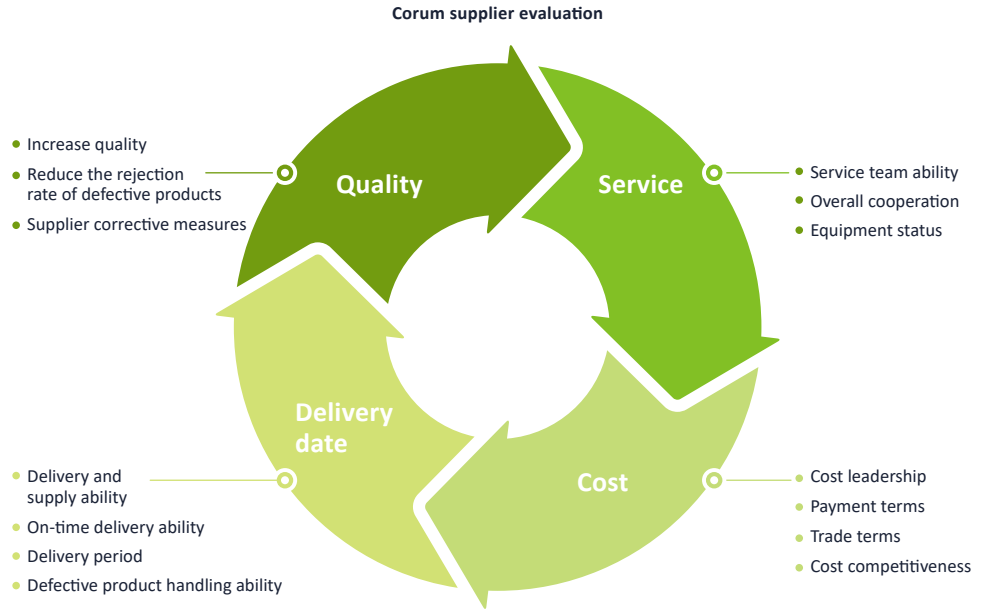 Corum supplier evaluation
Quality
Increase quality
Reduce the rejection
rate of defective products
Supplier corrective measures
Service
Service team ability
Overall cooperation
Equipment status
Delivery
date
Delivery and
supply ability
On-time delivery ability
Delivery period
Defective product handling ability
Cost
Cost leadership
Payment terms
Trade terms
Cost competitiveness